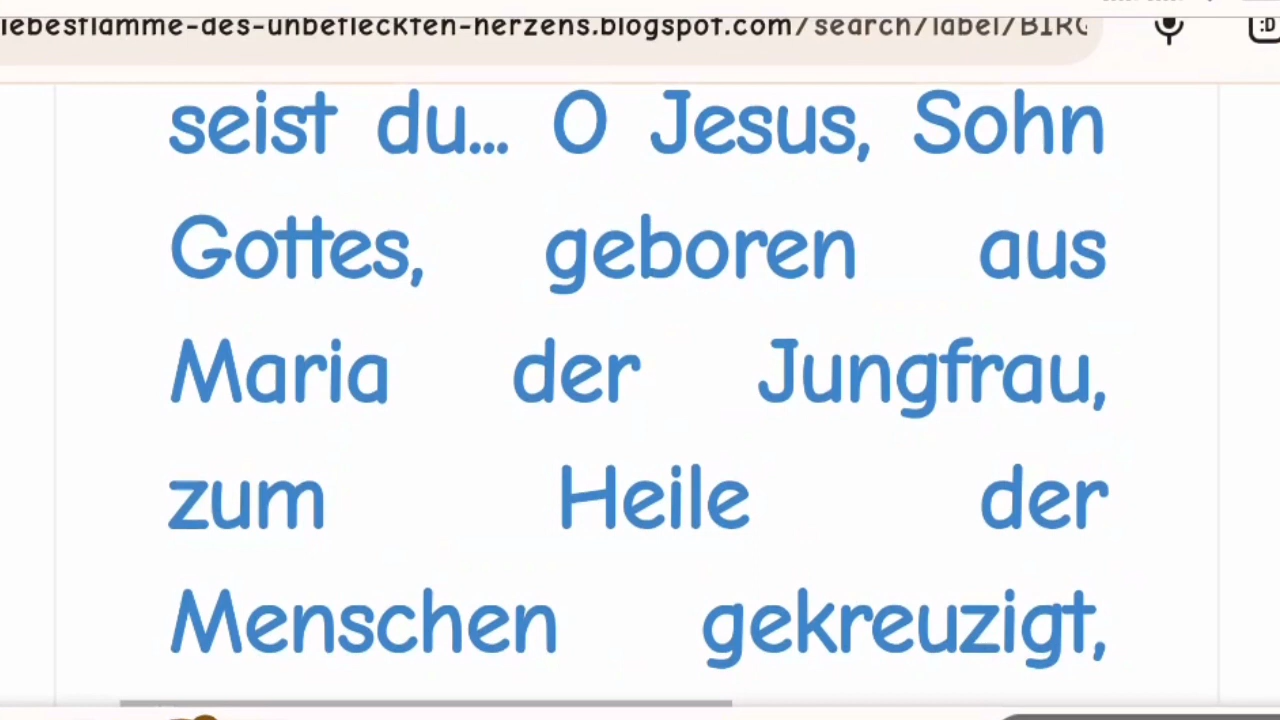 iebesflamme-des-unbefleckten-herzens.blogspot.com/search/label/BIRG
:D
seist du... O Jesus, Sohn
Gottes, geboren aus
Maria der Jungfrau,
zum Heile der
Menschen gekreuzigt,